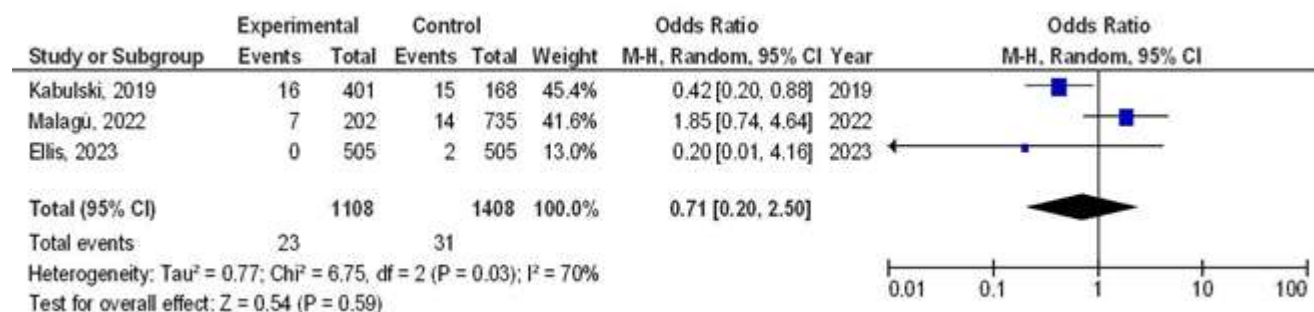 Experimental Control Odds Ratio Odds Ratio
Study or Subgroup Events Total Events Total Weight M-H, Random, 95% CI Year M-H, Random, 95% CI
Kabulski, 2019 16 401 15 168 45.4% 0.42 [0.20, 0.88] 2019
Malagù, 2022 7 202 14 735 41.6% 1.85 [0.74, 4.64] 2022
Ellis, 2023 0 505 2 505 13.0% 0.20 [0.01, 4.16] 2023
Total (95% CI) 1108 1408 100.0% 0.71 [0.20, 2.50]
Total events 23 31
Heterogeneity: Tau² = 0.77; Chi² = 6.75, df = 2 (P = 0.03); I² = 70%
Test for overall effect: Z = 0.54 (P = 0.59)
0.01 0.1 1 10 100